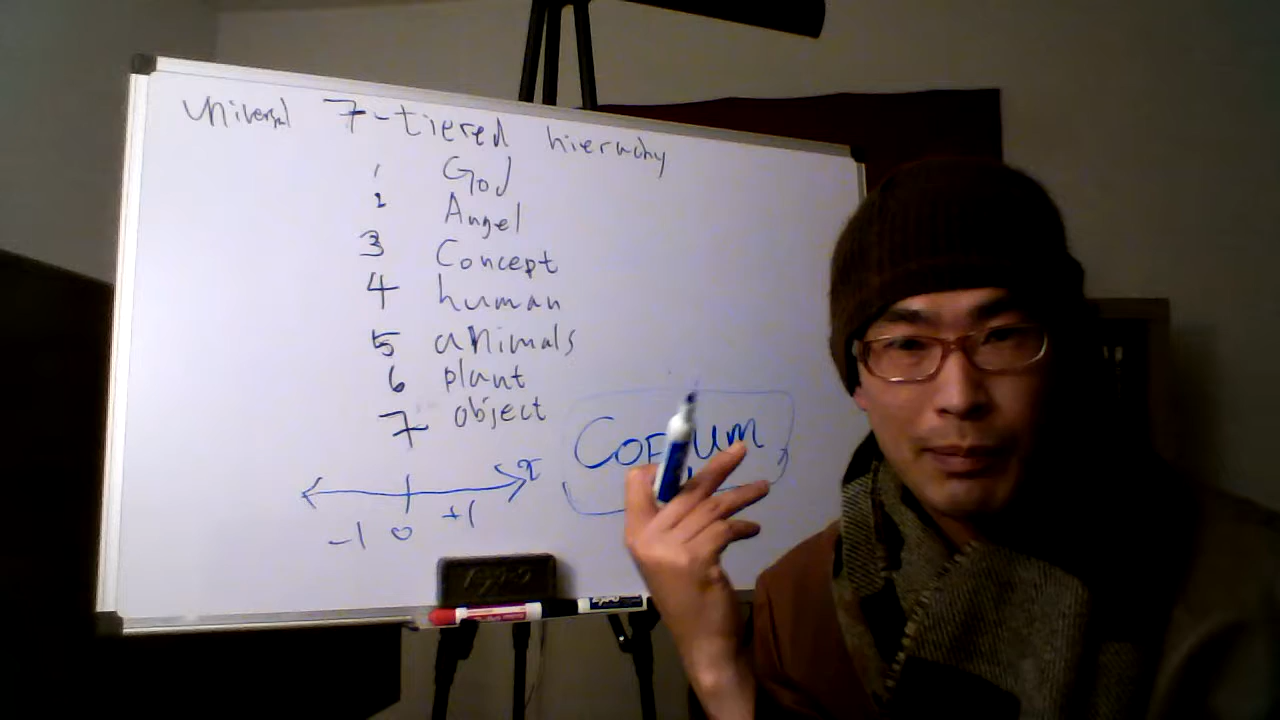 Universal 7-tiered hierachy
1 God
2 Angel
3 Concept
4 human
5 animals
6 plant
7 object
x
-1 0 +1